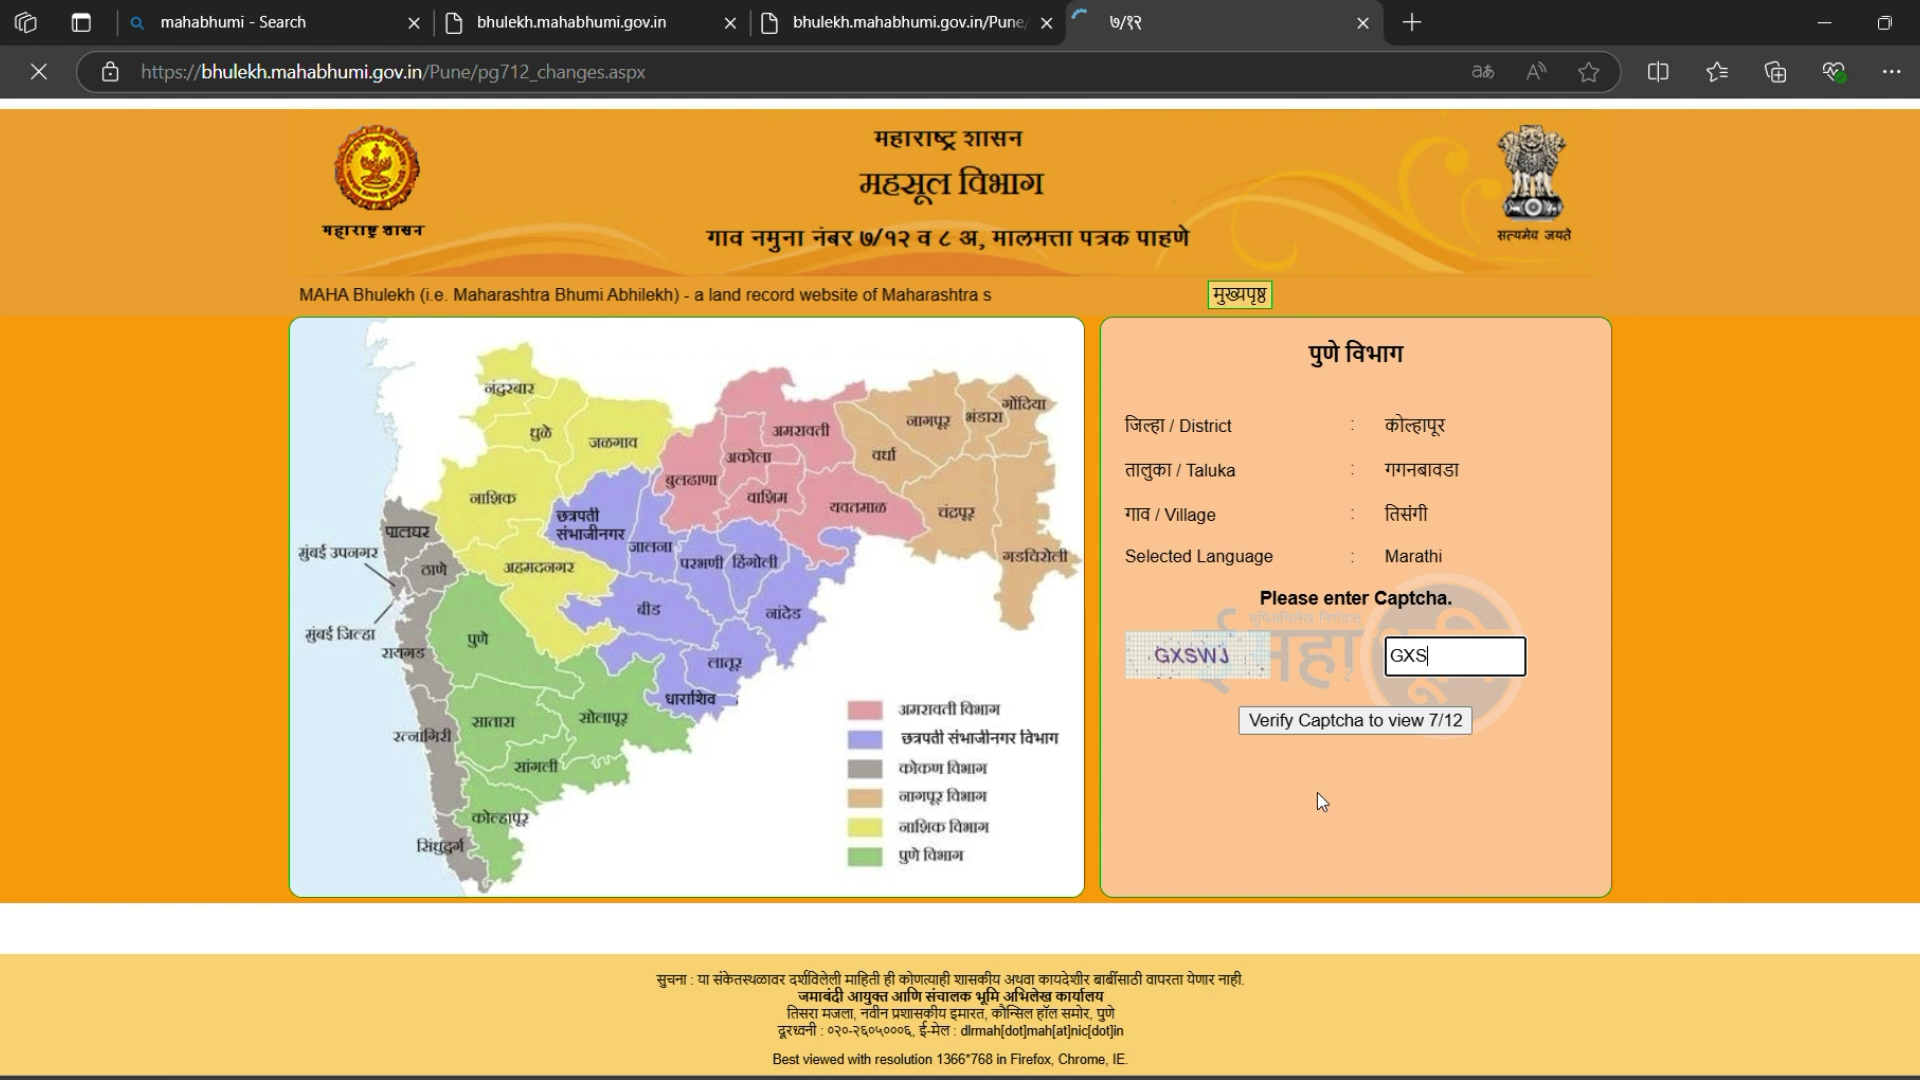 mahabhumi - Search
bhulekh.mahabhumi.gov.in
bhulekh.mahabhumi.gov.in/Pune/
७/१२
https://bhulekh.mahabhumi.gov.in/Pune/pg712_changes.aspx
महाराष्ट्र शासन
महसूल विभाग
गाव नमुना नंबर ७/१२ व ८ अ, मालमत्ता पत्रक पाहणे
महाराष्ट्र शासन
सत्यमेव जयते
MAHA Bhulekh (i.e. Maharashtra Bhumi Abhilekh) - a land record website of Maharashtra s
मुख्यपृष्ठ
नंदुरबार
धुळे
जळगाव
नाशिक
अहमदनगर
बुलढाणा
अकोला
अमरावती
वाशिम
यवतमाळ
वर्धा
नागपूर
भंडारा
गोंदिया
चंद्रपूर
गडचिरोली
छत्रपती
संभाजीनगर
जालना
परभणी
हिंगोली
बीड
नांदेड
लातूर
धाराशिव
पालघर
मुंबई उपनगर
ठाणे
मुंबई जिल्हा
रायगड
रत्नागिरी
सिंधुदुर्ग
पुणे
सातारा
सोलापूर
सांगली
कोल्हापूर
अमरावती विभाग
छत्रपती संभाजीनगर विभाग
कोकण विभाग
नागपूर विभाग
नाशिक विभाग
पुणे विभाग
पुणे विभाग
जिल्हा / District : कोल्हापूर
तालुका / Taluka : गगनबावडा
गाव / Village : तिसंगी
Selected Language : Marathi
Please enter Captcha.
GXSWJ
GXS
Verify Captcha to view 7/12
सुचना : या संकेतस्थळावर दर्शविलेली माहिती ही कोणत्याही शासकीय अथवा कायदेशीर बाबींसाठी वापरता येणार नाही.
जमाबंदी आयुक्त आणि संचालक भूमि अभिलेख कार्यालय
तिसरा मजला, नवीन प्रशासकीय इमारत, कौन्सिल हॉल समोर, पुणे
दूरध्वनी : ०२०-२६०५०००६, ई-मेल : dlrmah[dot]mah[at]nic[dot]in
Best viewed with resolution 1366*768 in Firefox, Chrome, IE.